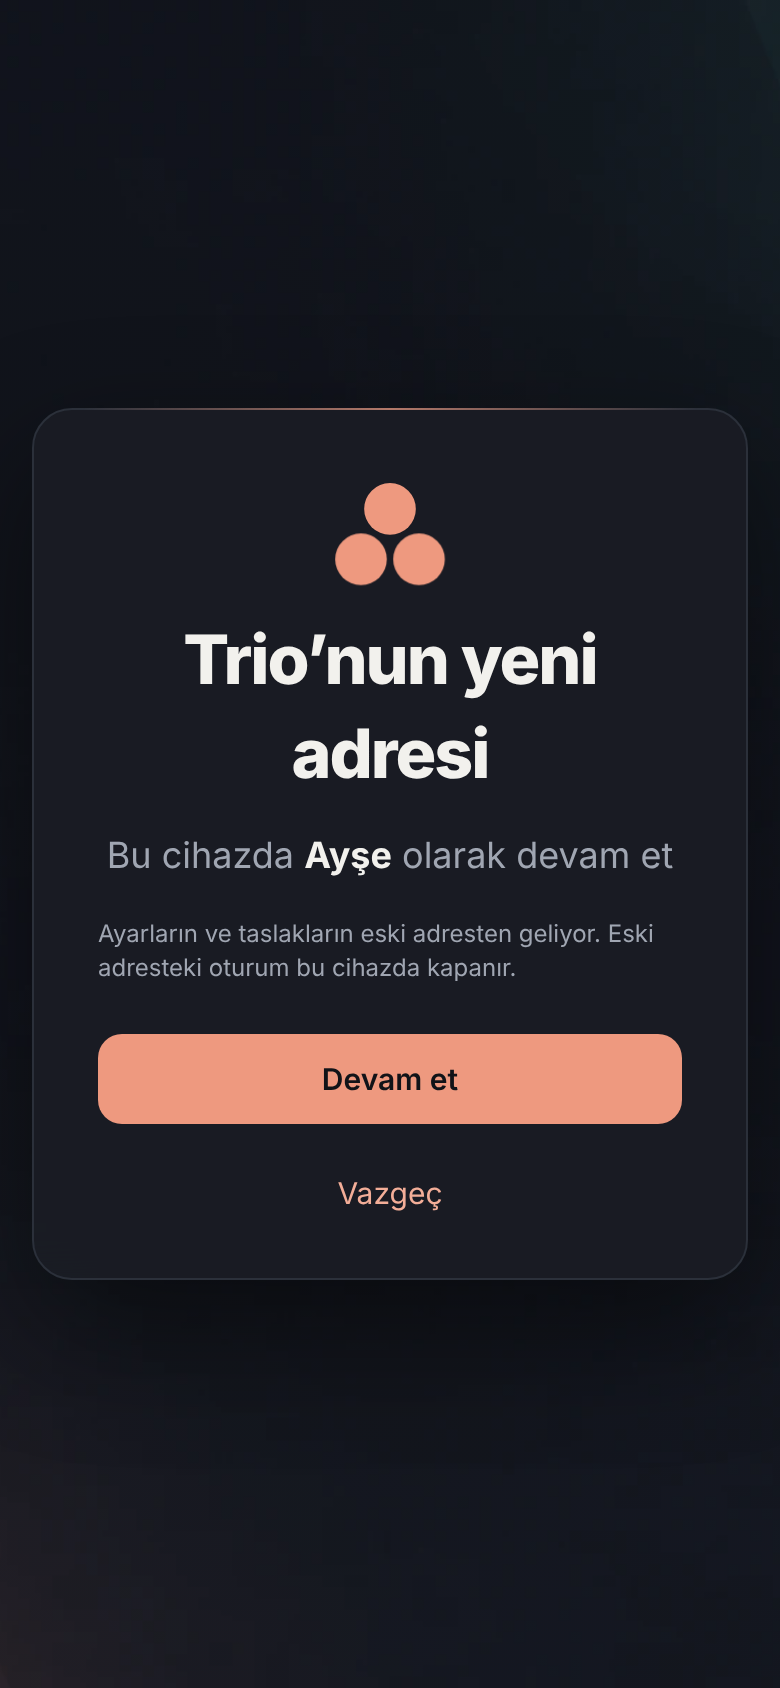 Trio’nun yeni
adresi
Bu cihazda Ayşe olarak devam et
Ayarların ve taslakların eski adresten geliyor. Eski
adresteki oturum bu cihazda kapanır.
Devam et
Vazgeç